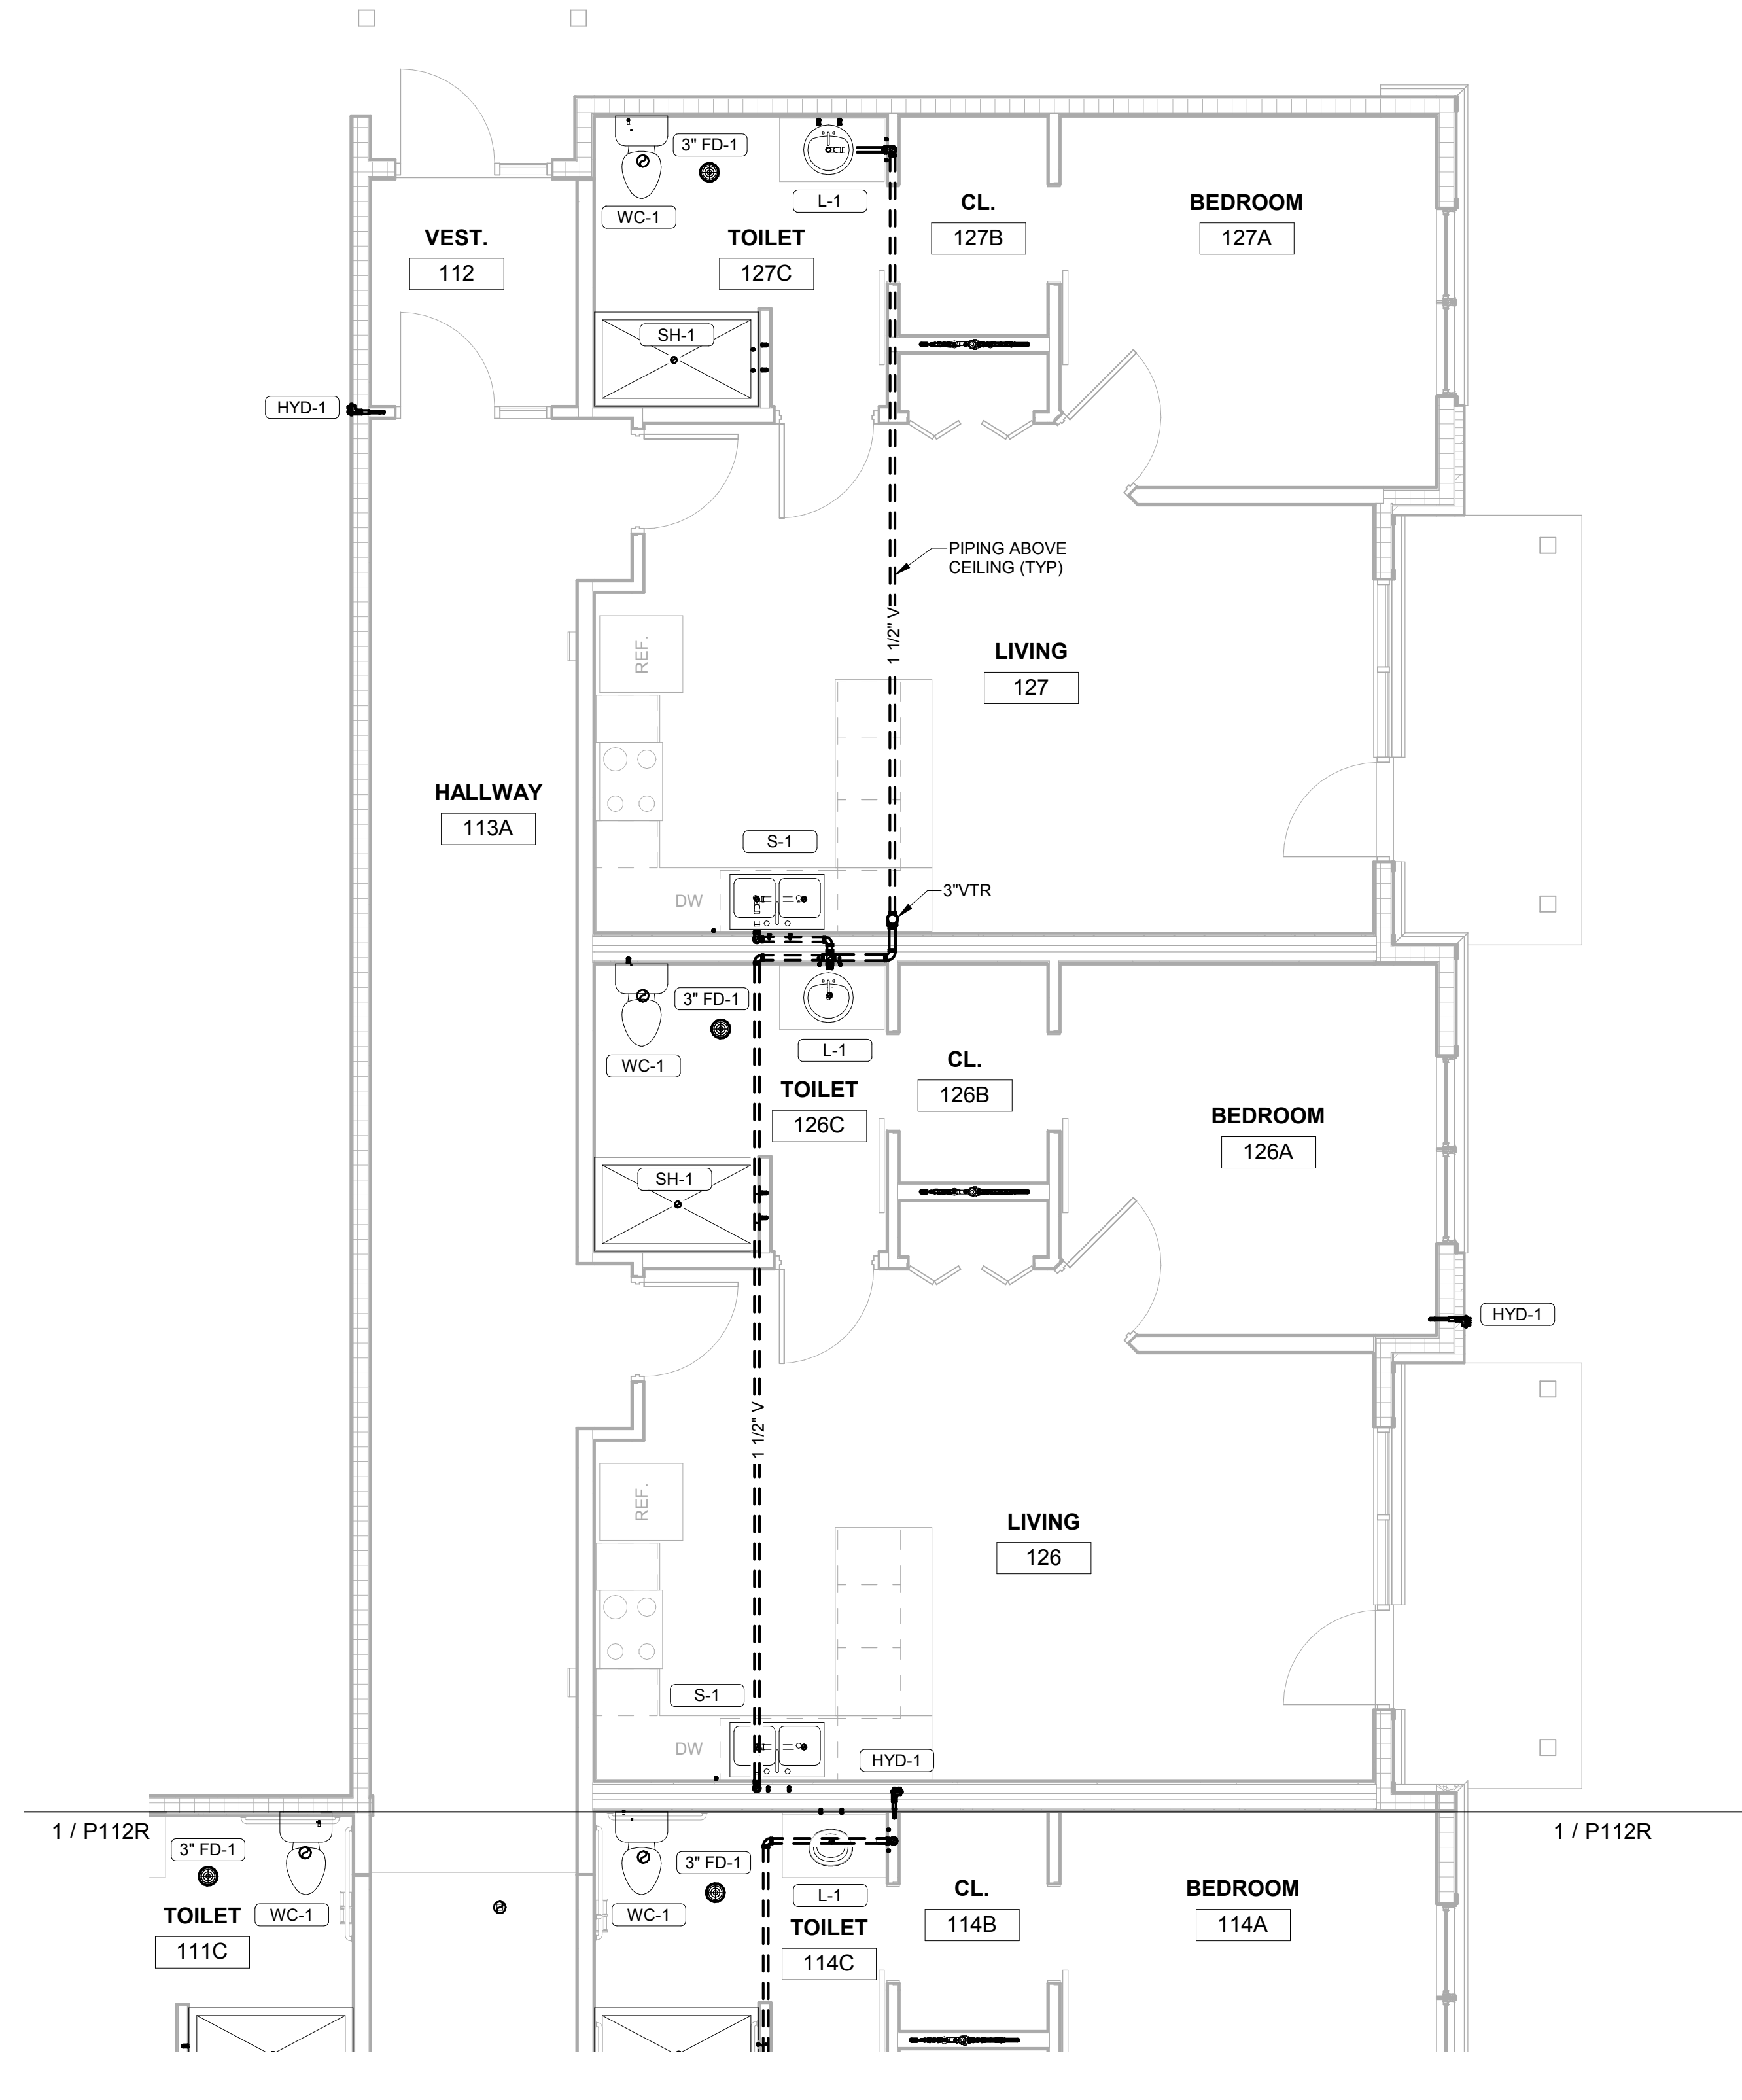 3" FD-1
L-1
WC-1
CL.
127B
BEDROOM
127A
VEST.
112
TOILET
127C
SH-1
HYD-1
PIPING ABOVE
CEILING (TYP)
1 1/2" V
REF.
LIVING
127
HALLWAY
113A
S-1
DW
3"VTR
3" FD-1
L-1
WC-1
CL.
126B
TOILET
126C
BEDROOM
126A
SH-1
HYD-1
1 1/2" V
REF.
LIVING
126
S-1
DW
HYD-1
1 / P112R
1 / P112R
3" FD-1
WC-1
TOILET
111C
3" FD-1
WC-1
L-1
TOILET
114C
CL.
114B
BEDROOM
114A